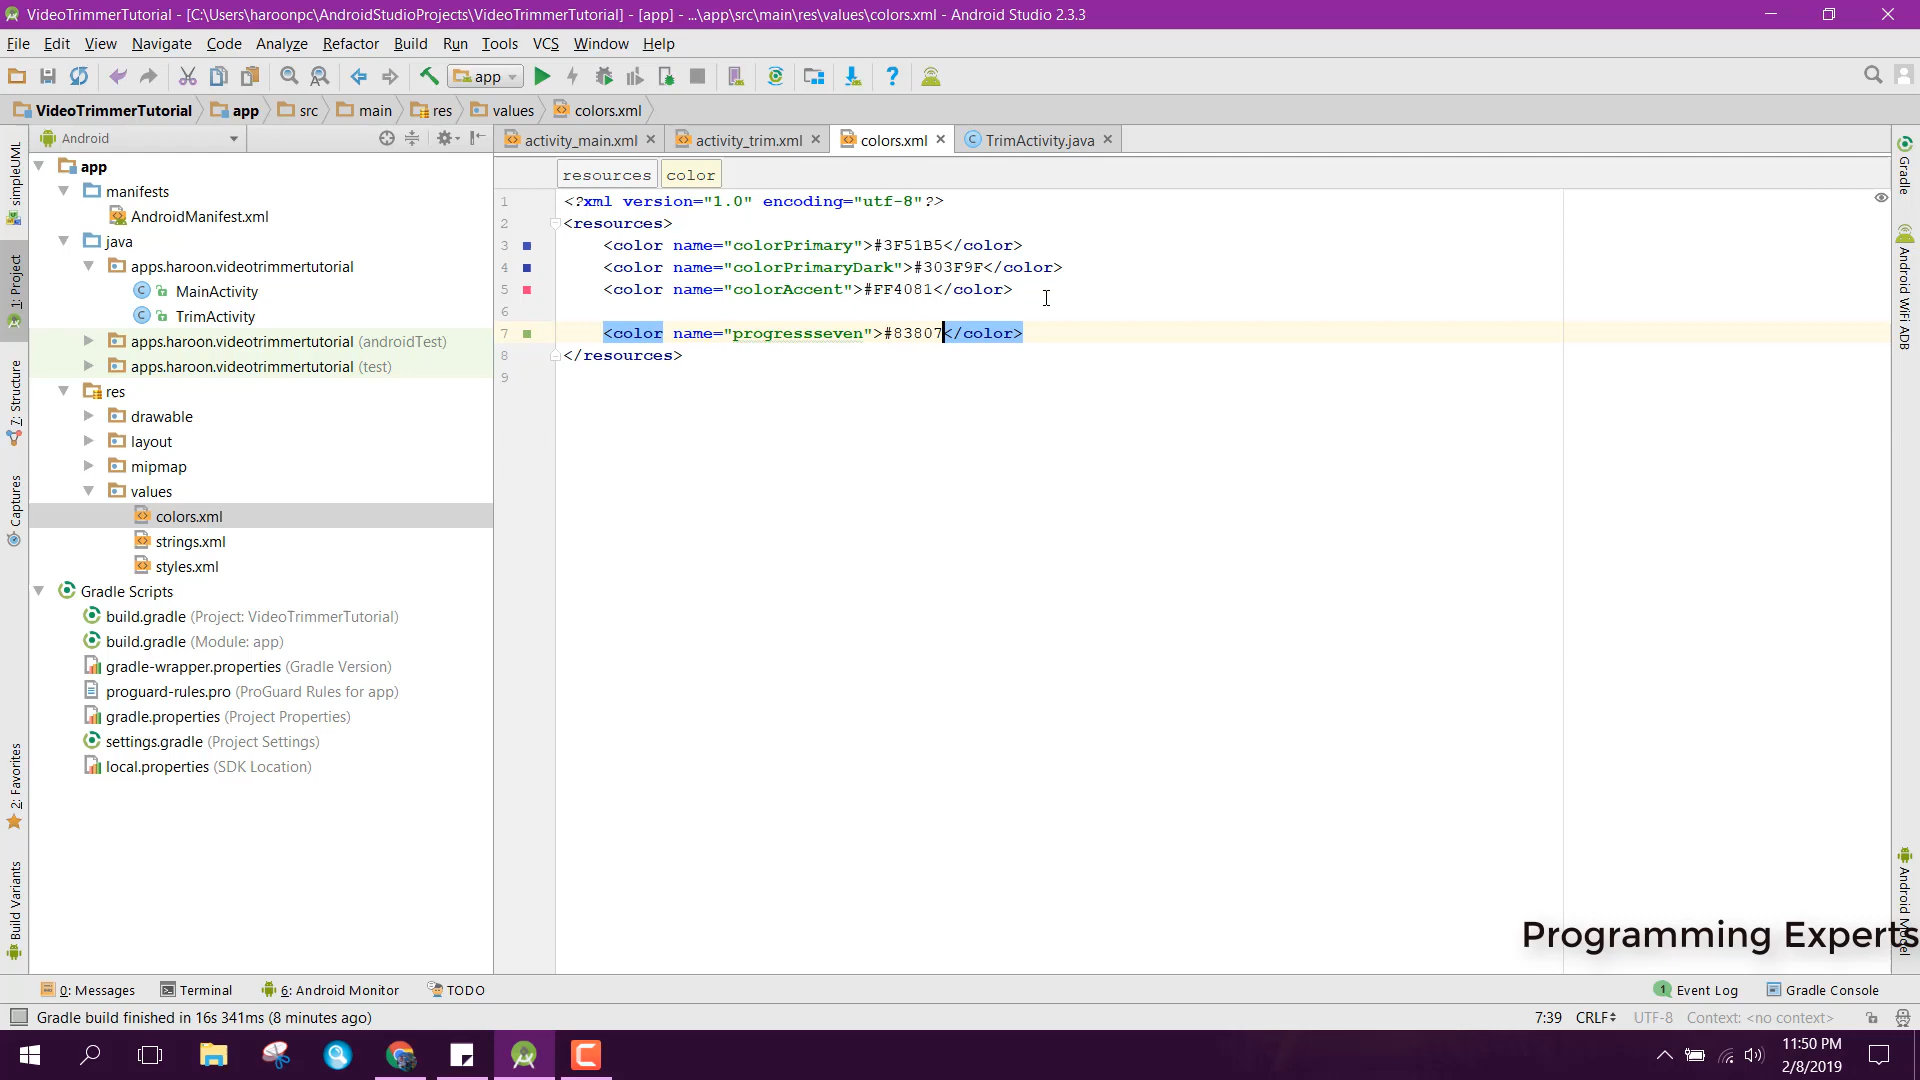 VideoTrimmerTutorial - [C:\Users\haroonpc\AndroidStudioProjects\VideoTrimmerTutorial] - [app] - ...\app\src\main\res\values\colors.xml - Android Studio 2.3.3
File Edit View Navigate Code Analyze Refactor Build Run Tools VCS Window Help
app
VideoTrimmerTutorial app src main res values colors.xml
Android
activity_main.xml activity_trim.xml colors.xml TrimActivity.java
resources color
simpleUML
1: Project
7: Structure
Captures
2: Favorites
Build Variants
app
manifests
AndroidManifest.xml
java
apps.haroon.videotrimmertutorial
MainActivity
TrimActivity
apps.haroon.videotrimmertutorial (androidTest)
apps.haroon.videotrimmertutorial (test)
res
drawable
layout
mipmap
values
colors.xml
strings.xml
styles.xml
Gradle Scripts
build.gradle (Project: VideoTrimmerTutorial)
build.gradle (Module: app)
gradle-wrapper.properties (Gradle Version)
proguard-rules.pro (ProGuard Rules for app)
gradle.properties (Project Properties)
settings.gradle (Project Settings)
local.properties (SDK Location)
1 <?xml version="1.0" encoding="utf-8"?>
2 <resources>
3 <color name="colorPrimary">#3F51B5</color>
4 <color name="colorPrimaryDark">#303F9F</color>
5 <color name="colorAccent">#FF4081</color>
6
7 <color name="progressseven">#83807</color>
8 </resources>
9
Gradle
Android WiFi ADB
Android Model
Programming Experts
0: Messages Terminal 6: Android Monitor TODO 1 Event Log Gradle Console
Gradle build finished in 16s 341ms (8 minutes ago) 7:39 CRLF UTF-8 Context: <no context>
11:50 PM
2/8/2019